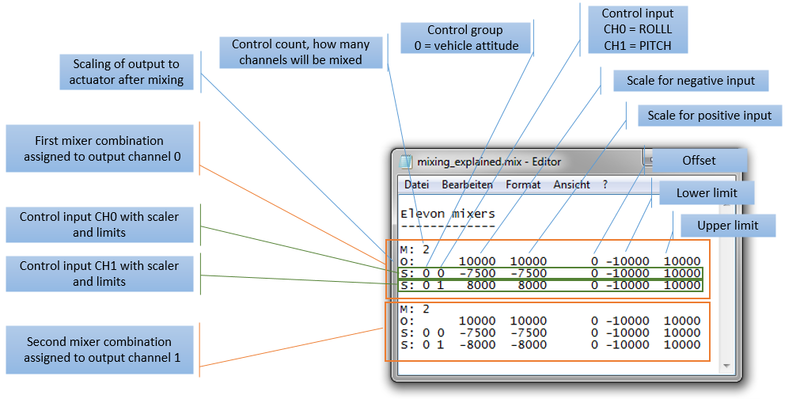 Scaling of output to
actuator after mixing
Control count, how many
channels will be mixed
Control group
0 = vehicle attitude
Control input
CH0 = ROLLL
CH1 = PITCH
Scale for negative input
Scale for positive input
First mixer combination
assigned to output channel 0
Control input CH0 with scaler
and limits
Control input CH1 with scaler
and limits
Second mixer combination
assigned to output channel 1
Offset
Lower limit
Upper limit
mixing_explained.mix - Editor
Datei Bearbeiten Format Ansicht ?
Elevon mixers
-------------
M: 2
O: 10000 10000 0 -10000 10000
S: 0 0 -7500 -7500 0 -10000 10000
S: 0 1 8000 8000 0 -10000 10000
M: 2
O: 10000 10000 0 -10000 10000
S: 0 0 -7500 -7500 0 -10000 10000
S: 0 1 -8000 -8000 0 -10000 10000